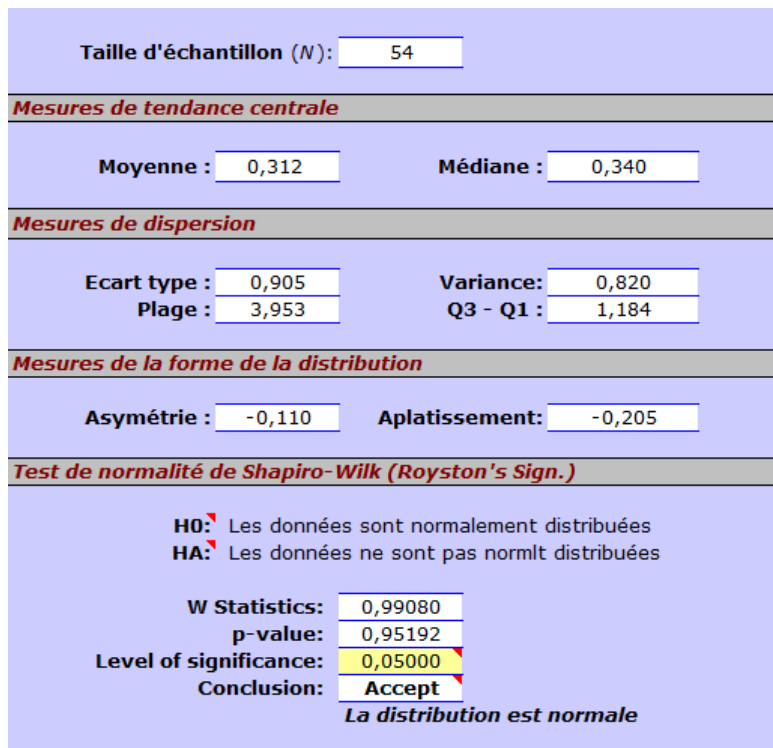 Taille d'échantillon (N): 54
Mesures de tendance centrale
Moyenne : 0,312 Médiane : 0,340
Mesures de dispersion
Ecart type : 0,905 Variance: 0,820
Plage : 3,953 Q3 - Q1 : 1,184
Mesures de la forme de la distribution
Asymétrie : -0,110 Aplatissement: -0,205
Test de normalité de Shapiro-Wilk (Royston's Sign.)
H0: Les données sont normalement distribuées
HA: Les données ne sont pas normlt distribuées
W Statistics: 0,99080
p-value: 0,95192
Level of significance: 0,05000
Conclusion: Accept
La distribution est normale